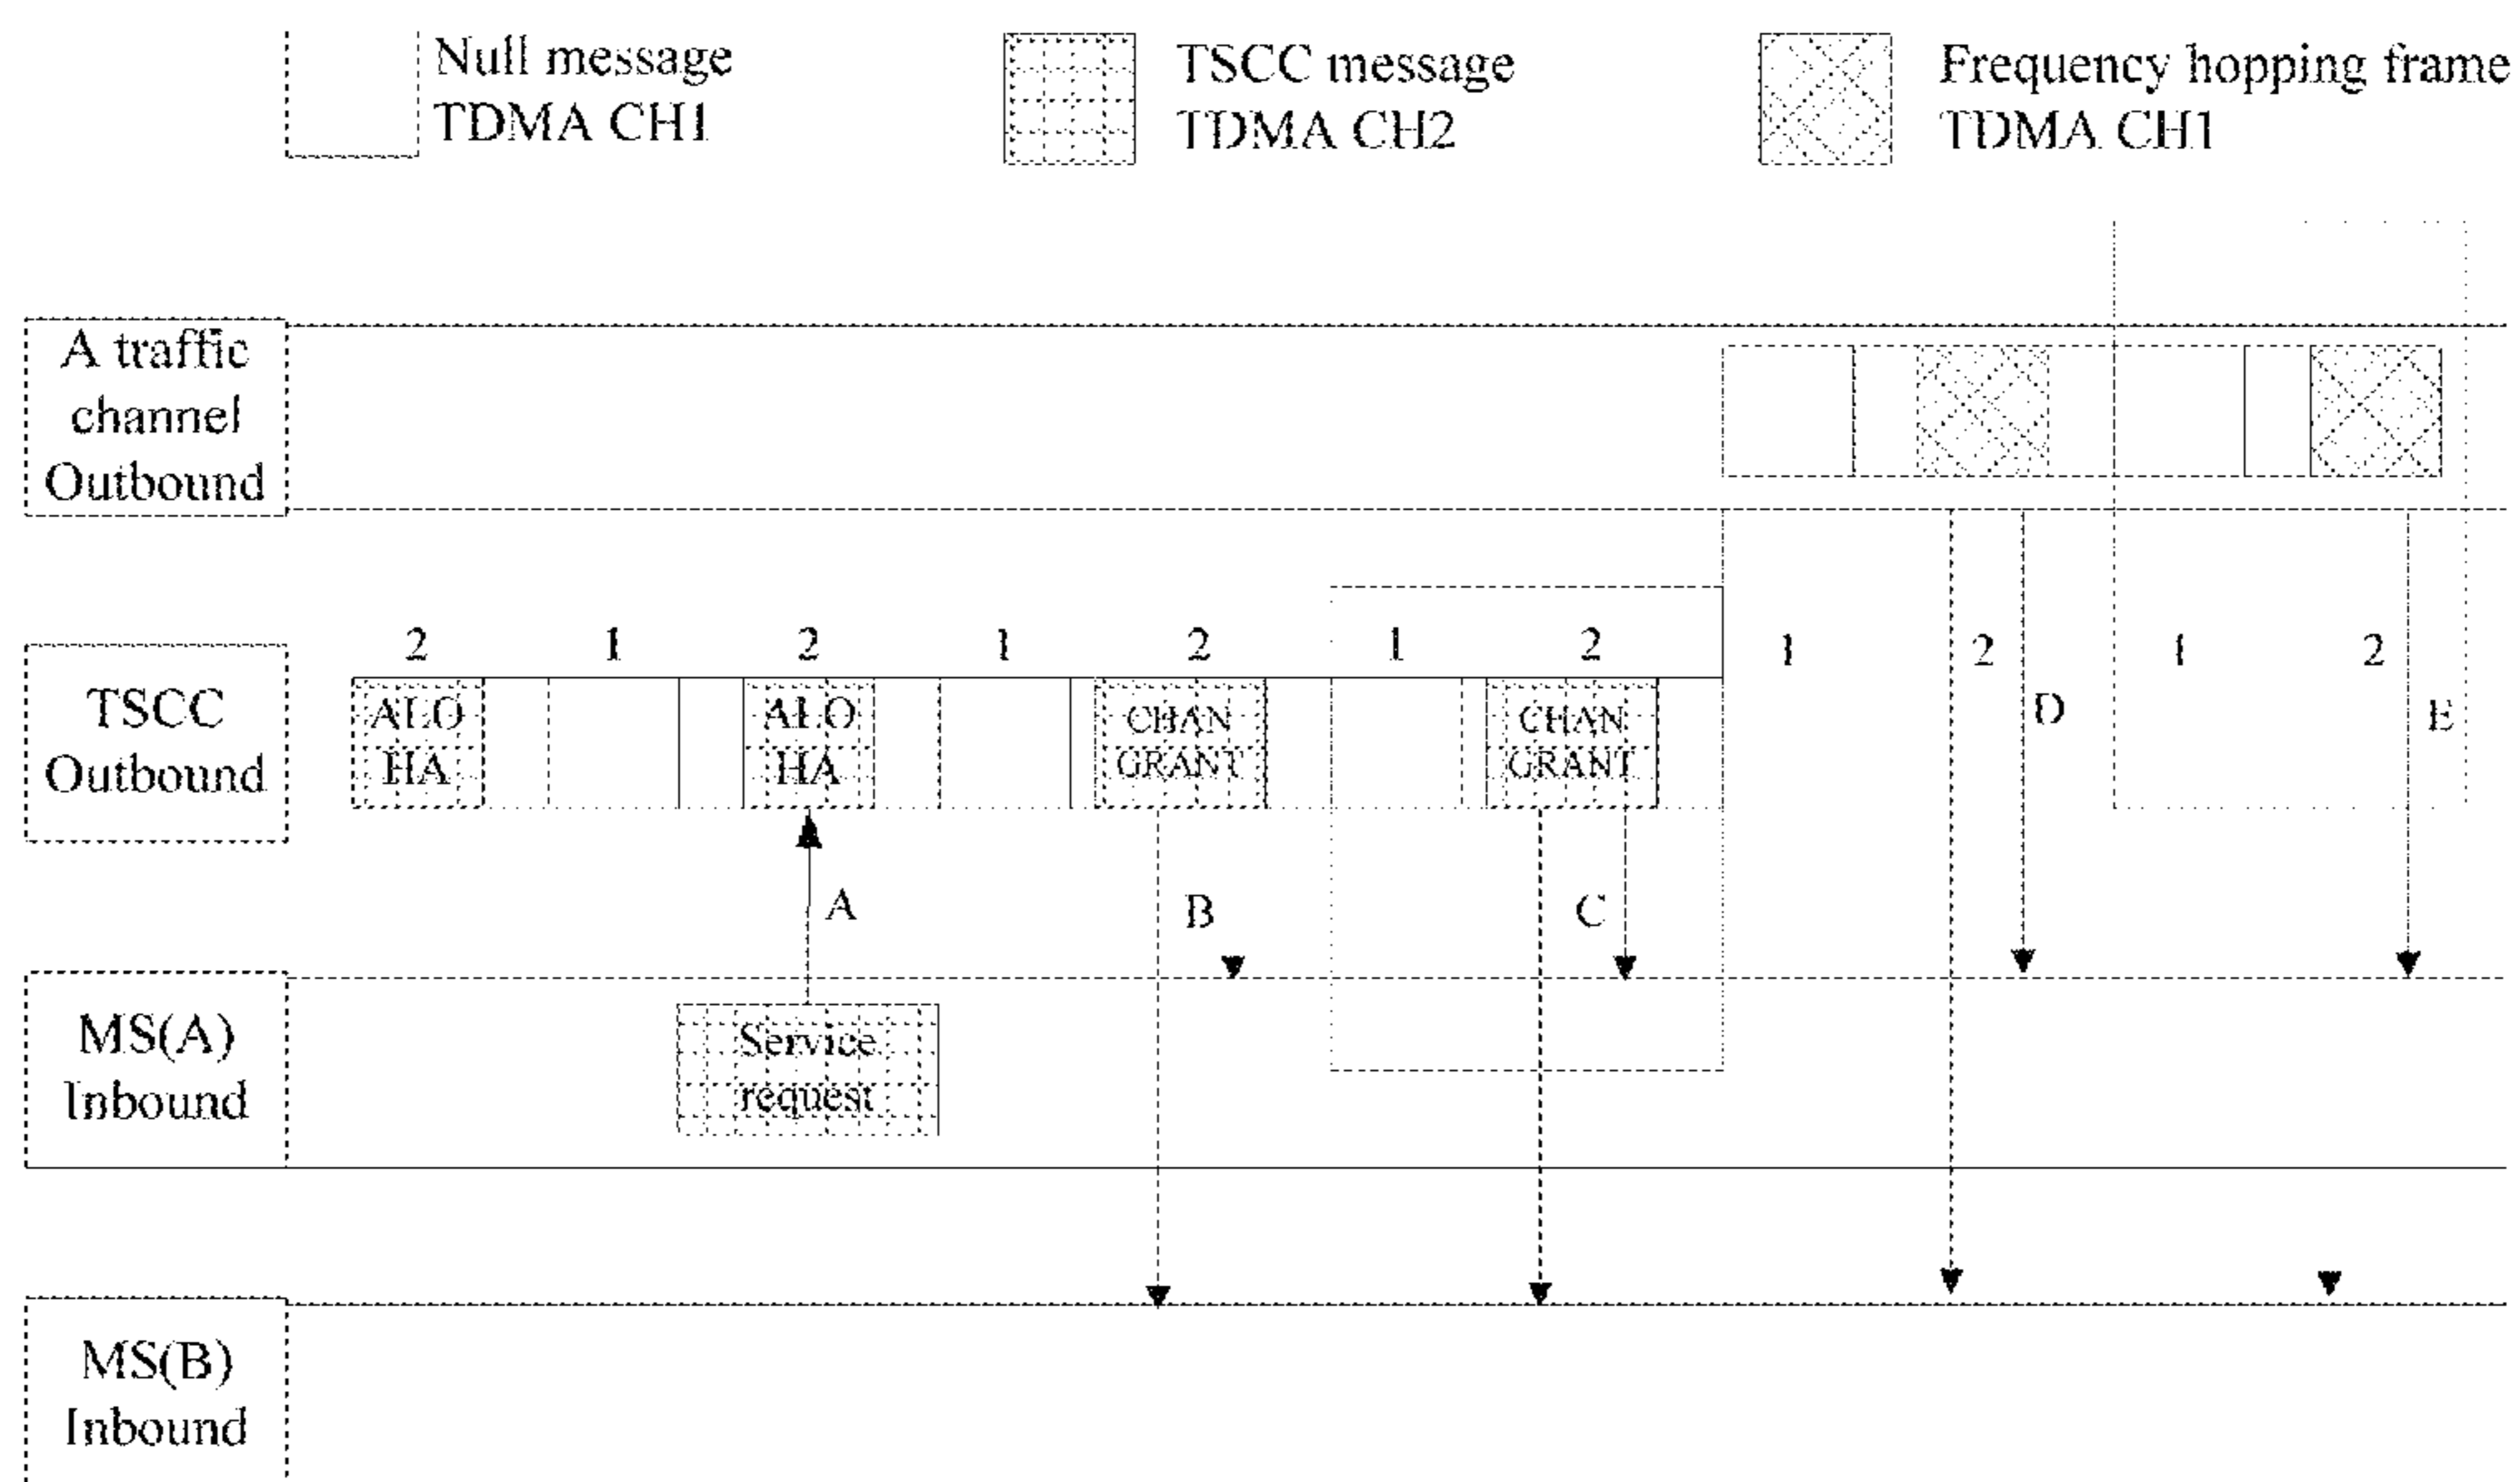 Null message
TDMA CH1
TSCC message
TDMA CH2
Frequency hopping frame
TDMA CH1
A traffic
channel
Outbound
2 1 2 1 2 1 2 1 2 1 2
TSCC
Outbound
ALO
HA
ALO
HA
CHAN
GRANT
CHAN
GRANT
D
E
A
B
C
MS(A)
Inbound
Service
request
MS(B)
Inbound